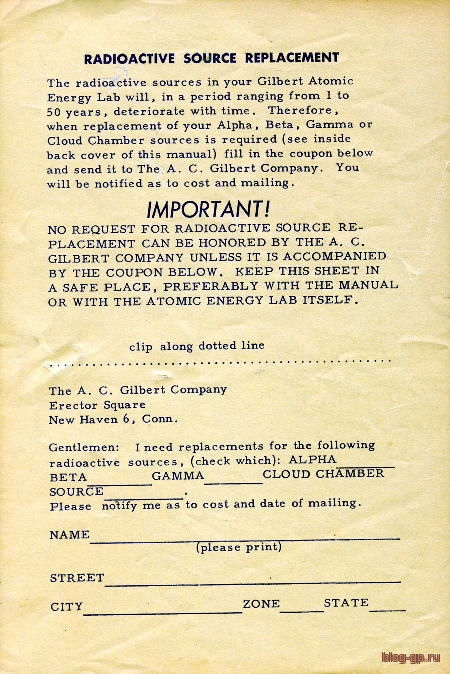 RADIOACTIVE SOURCE REPLACEMENT
The radioactive sources in your Gilbert Atomic
Energy Lab will, in a period ranging from 1 to
50 years, deteriorate with time. Therefore,
when replacement of your Alpha, Beta, Gamma or
Cloud Chamber sources is required (see inside
back cover of this manual) fill in the coupon below
and send it to The A. C. Gilbert Company. You
will be notified as to cost and mailing.
IMPORTANT!
NO REQUEST FOR RADIOACTIVE SOURCE RE-
PLACEMENT CAN BE HONORED BY THE A. C.
GILBERT COMPANY UNLESS IT IS ACCOMPANIED
BY THE COUPON BELOW. KEEP THIS SHEET IN
A SAFE PLACE, PREFERABLY WITH THE MANUAL
OR WITH THE ATOMIC ENERGY LAB ITSELF.
clip along dotted line
The A. C. Gilbert Company
Erector Square
New Haven 6, Conn.
Gentlemen: I need replacements for the following
radioactive sources, (check which): ALPHA
BETA GAMMA CLOUD CHAMBER
SOURCE .
Please notify me as to cost and date of mailing.
NAME
(please print)
STREET
CITY ZONE STATE
blog-gp.ru